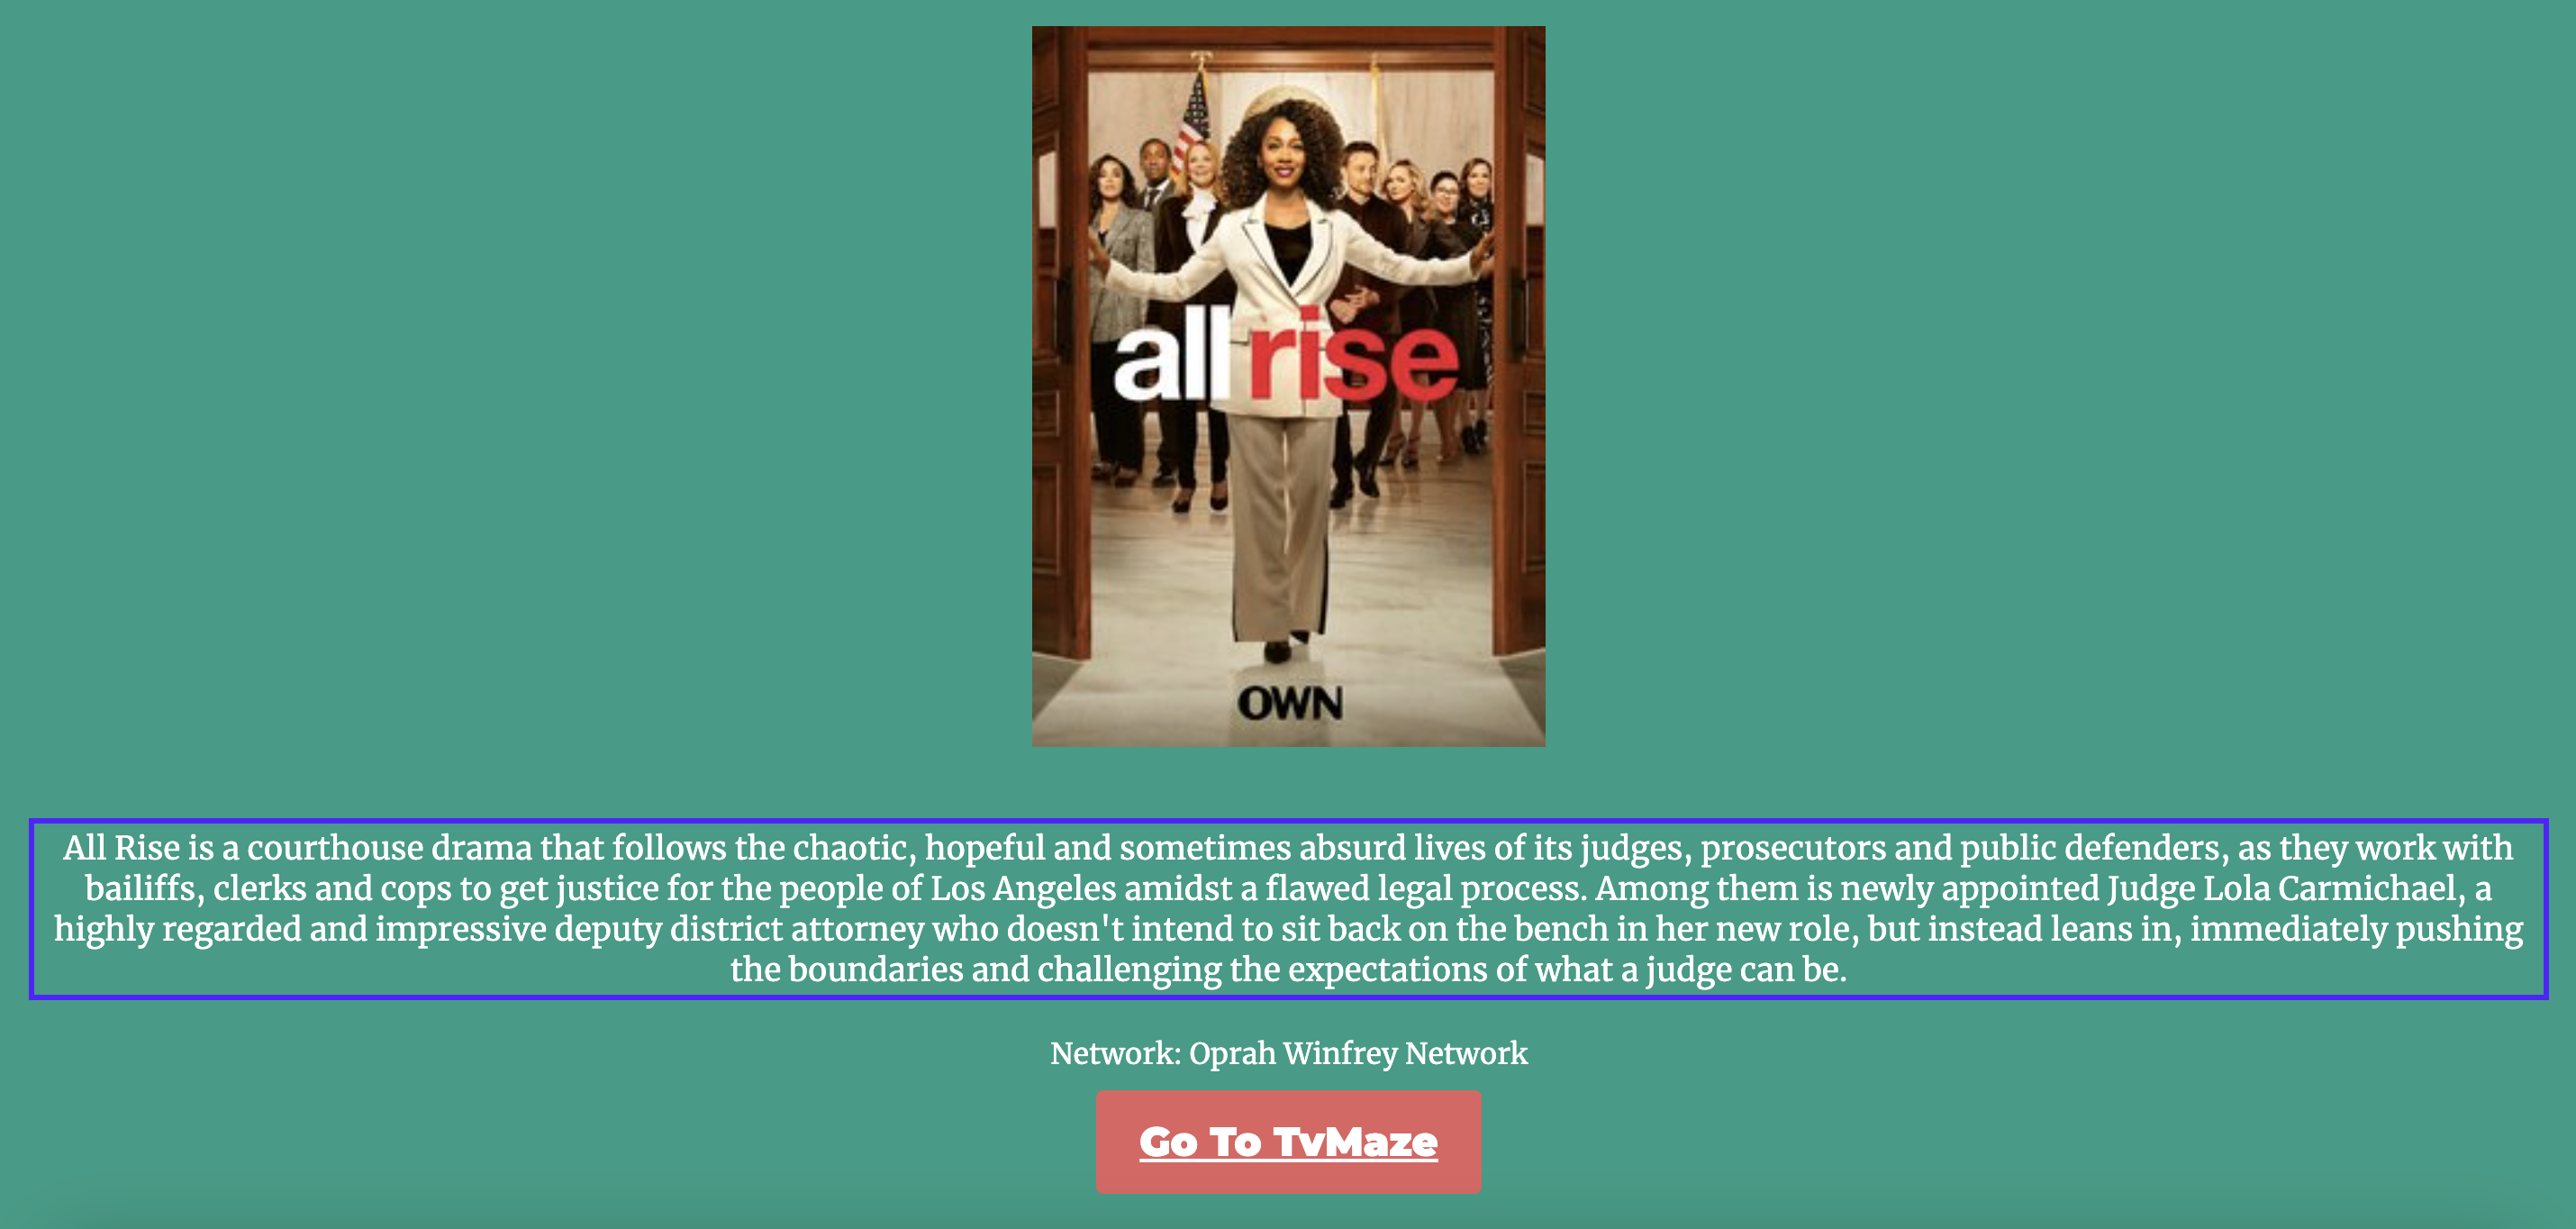 all rise
OWN
All Rise is a courthouse drama that follows the chaotic, hopeful and sometimes absurd lives of its judges, prosecutors and public defenders, as they work with
bailiffs, clerks and cops to get justice for the people of Los Angeles amidst a flawed legal process. Among them is newly appointed Judge Lola Carmichael, a
highly regarded and impressive deputy district attorney who doesn't intend to sit back on the bench in her new role, but instead leans in, immediately pushing
the boundaries and challenging the expectations of what a judge can be.
Network: Oprah Winfrey Network
Go To TvMaze